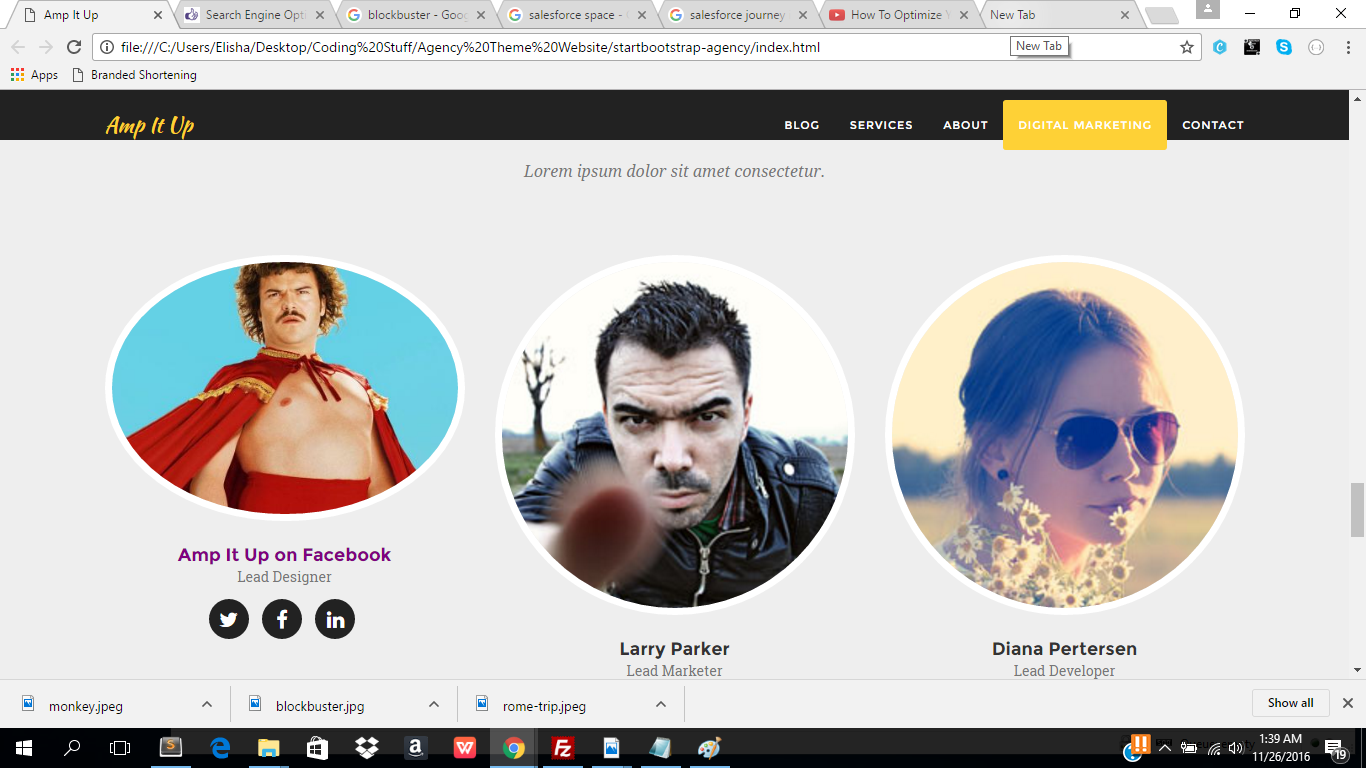 Amp It Up
Search Engine Opti
blockbuster - Goog
salesforce space - G
salesforce journey
How To Optimize Y
New Tab
file:///C:/Users/Elisha/Desktop/Coding%20Stuff/Agency%20Theme%20Website/startbootstrap-agency/index.html
New Tab
Apps
Branded Shortening
Amp It Up
BLOG
SERVICES
ABOUT
DIGITAL MARKETING
CONTACT
Lorem ipsum dolor sit amet consectetur.
Amp It Up on Facebook
Lead Designer
Larry Parker
Lead Marketer
Diana Pertersen
Lead Developer
monkey.jpeg
blockbuster.jpg
rome-trip.jpeg
Show all
1:39 AM
11/26/2016
19